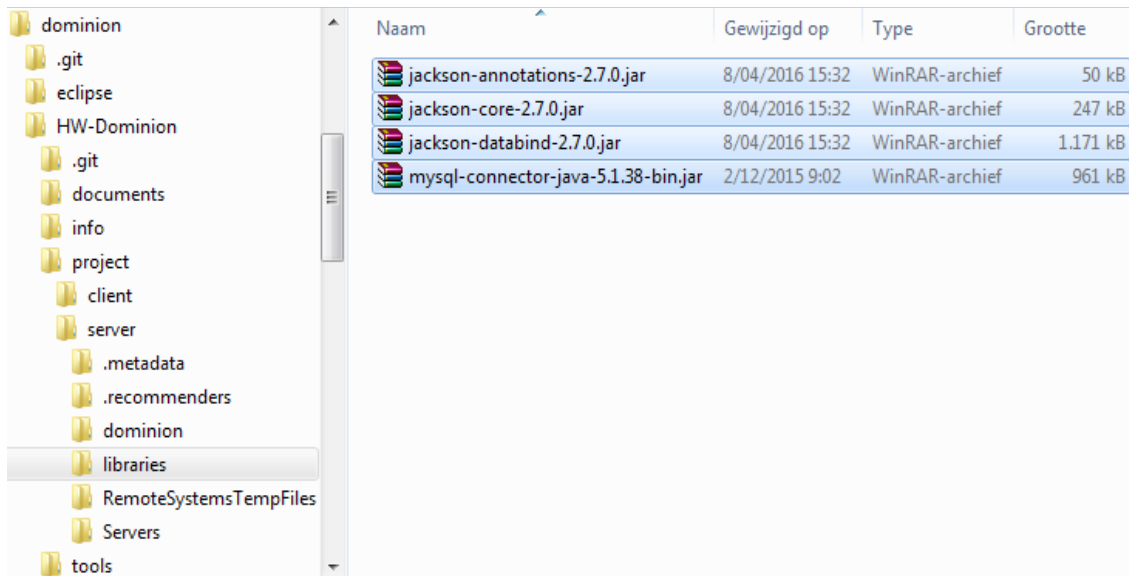 dominion
.git
eclipse
HW-Dominion
.git
documents
info
project
client
server
.metadata
.recommenders
dominion
libraries
RemoteSystemsTempFiles
Servers
tools
Naam Gewijzigd op Type Grootte
jackson-annotations-2.7.0.jar 8/04/2016 15:32 WinRAR-archief 50 kB
jackson-core-2.7.0.jar 8/04/2016 15:32 WinRAR-archief 247 kB
jackson-databind-2.7.0.jar 8/04/2016 15:32 WinRAR-archief 1.171 kB
mysql-connector-java-5.1.38-bin.jar 2/12/2015 9:02 WinRAR-archief 961 kB